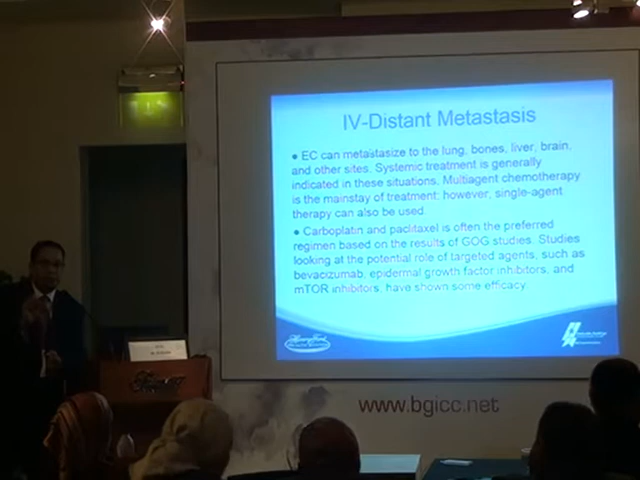 IV-Distant Metastasis
● EC can metastasize to the lung, bones, liver, brain,
and other sites. Systemic treatment is generally
indicated in these situations. Multiagent chemotherapy
is the mainstay of treatment; however, single-agent
therapy can also be used.
● Carboplatin and paclitaxel is often the preferred
regimen based on the results of GOG studies. Studies
looking at the potential role of targeted agents, such as
bevacizumab, epidermal growth factor inhibitors, and
mTOR inhibitors, have shown some efficacy.
www.bgicc.net